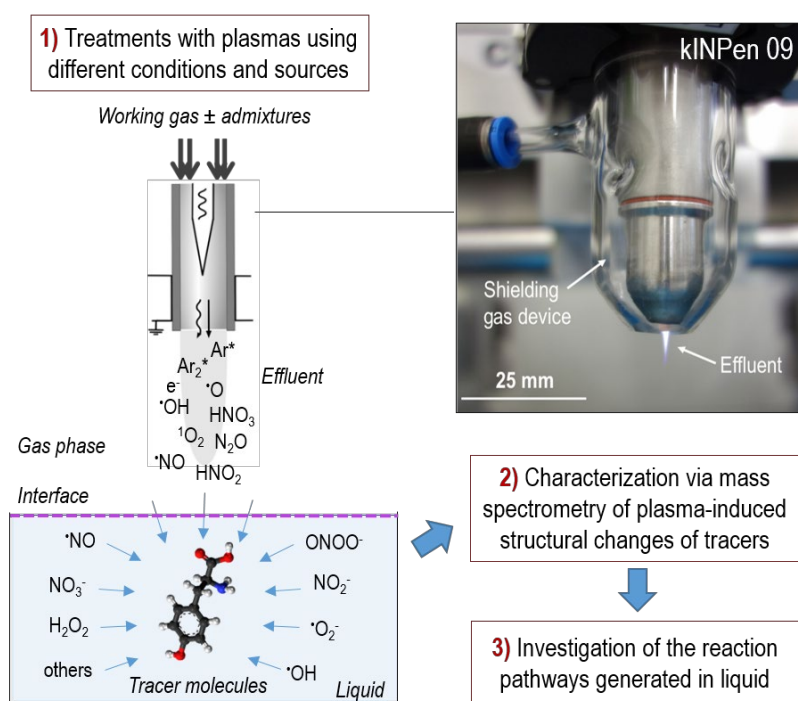 1) Treatments with plasmas using
different conditions and sources
Working gas ± admixtures
kINPen 09
Shielding
gas device
Effluent
25 mm
Ar*
Ar₂*
e⁻
•O
Effluent
•OH
HNO₃
¹O₂
N₂O
•NO
HNO₂
Gas phase
Interface
•NO
ONOO⁻
NO₃⁻
NO₂⁻
H₂O₂
•O₂⁻
others
•OH
Tracer molecules
Liquid
2) Characterization via mass
spectrometry of plasma-induced
structural changes of tracers
3) Investigation of the reaction
pathways generated in liquid